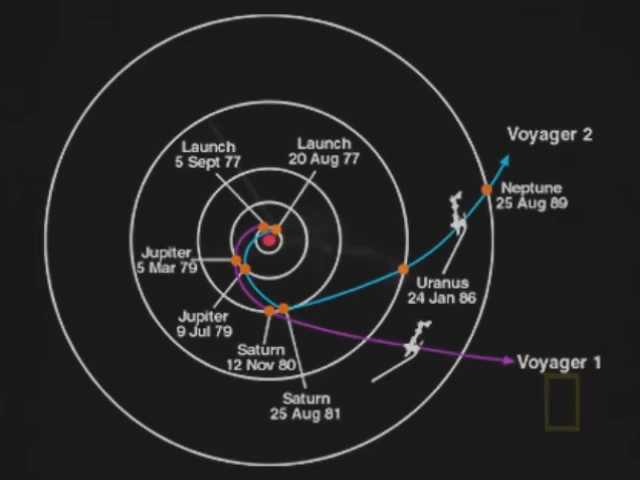 Voyager 2
Launch
5 Sept 77
Launch
20 Aug 77
Neptune
25 Aug 89
Jupiter
5 Mar 79
Uranus
24 Jan 86
Jupiter
9 Jul 79
Saturn
12 Nov 80
Voyager 1
Saturn
25 Aug 81